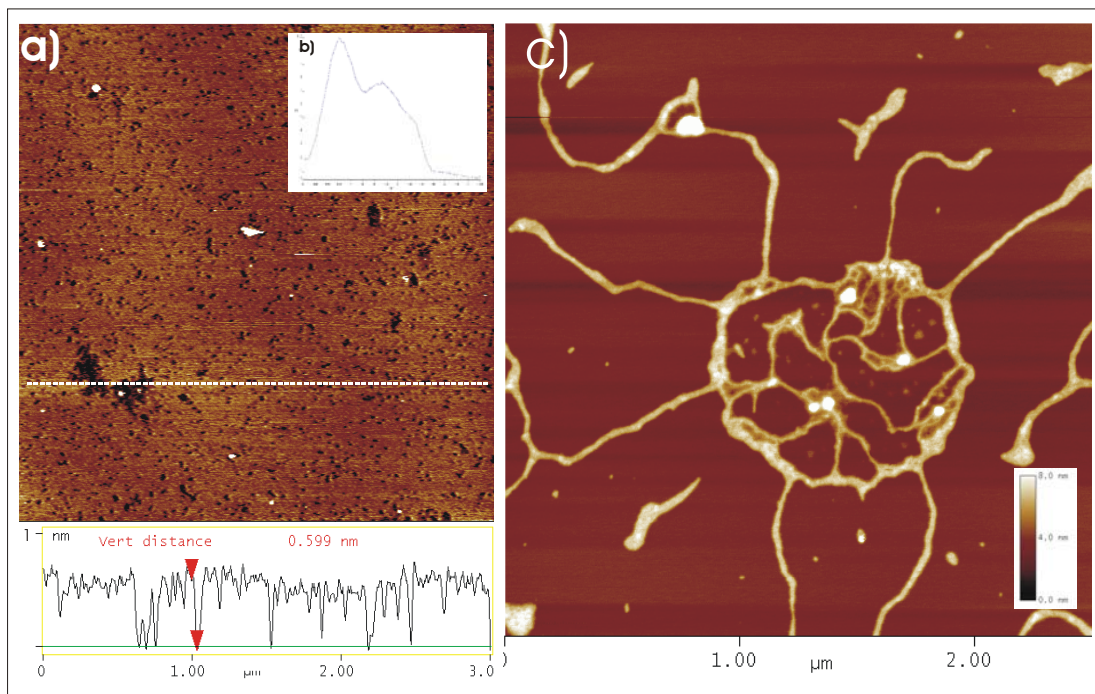 a)
b)
1 nm
Vert distance 0.599 nm
0 1.00 2.00 3.0
µm
C)
8.0 nm
4.0 nm
0.0 nm
1.00 2.00
µm